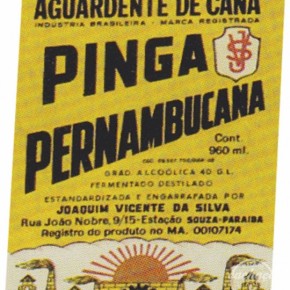 AGUARDENTE DE CANA
INDUSTRIA BRASILEIRA - MARCA REGISTRADA
PINGA
PERNAMBUCANA
Cont.
960 ml.
GRAD. ALCOÓLICA 40 G.L.
FERMENTADO DESTILADO
ESTANDARDIZADA E ENGARRAFADA POR
JOAQUIM VICENTE DA SILVA
Rua João Nobre, 9/15-Estação SOUZA-PARAIBA
Registro do produto no MA. 00107174